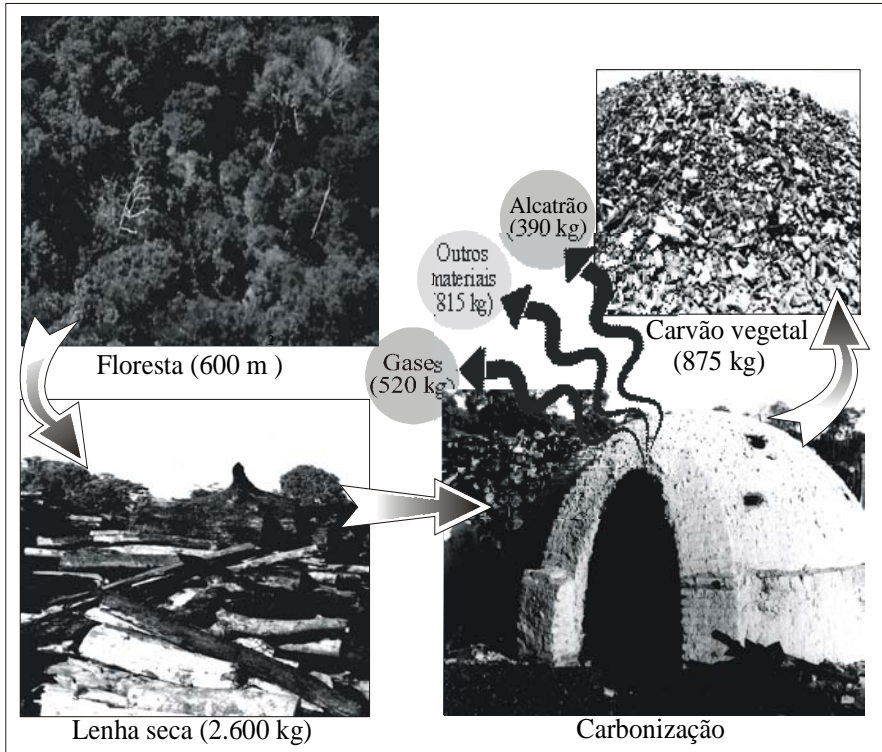 Floresta (600 m²)
Lenha seca (2.600 kg)
Carbonização
Gases
(520 kg)
Outros
materiais
(815 kg)
Alcatrão
(390 kg)
Carvão vegetal
(875 kg)